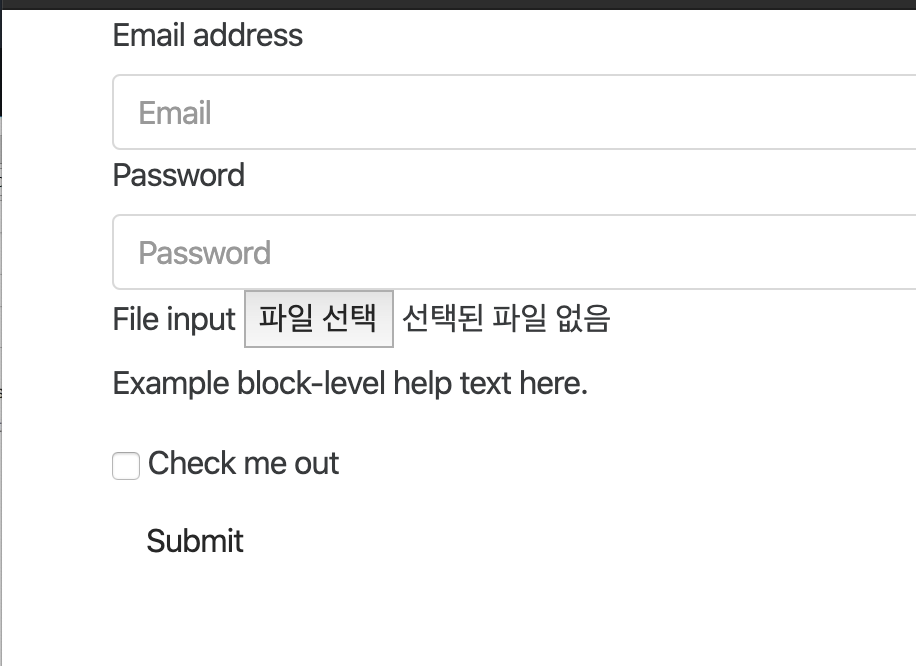 Email address
Email
Password
Password
File input 파일 선택 선택된 파일 없음
Example block-level help text here.
Check me out
Submit